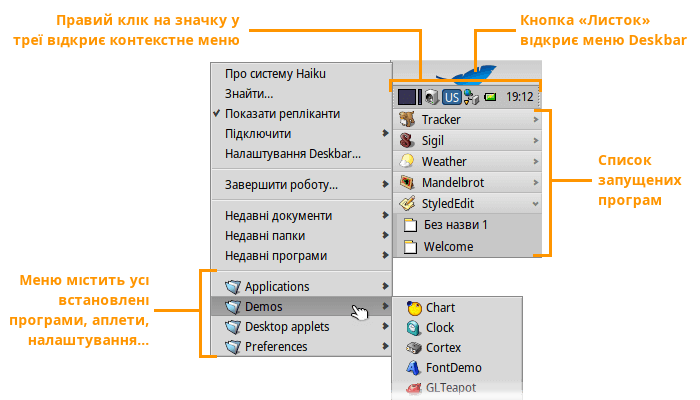 Правий клік на значку у
треї відкриє контекстне меню
Кнопка «Листок»
відкриє меню Deskbar
Про систему Haiku
Знайти...
Показати репліканти
Підключити
Налаштування Deskbar...
Завершити роботу...
Недавні документи
Недавні папки
Недавні програми
Applications
Demos
Desktop applets
Preferences
US
19:12
Tracker
Sigil
Weather
Mandelbrot
StyledEdit
Без назви 1
Welcome
Список
запущених
програм
Меню містить усі
встановлені
програми, аплети,
налаштування...
Chart
Clock
Cortex
FontDemo
GLTeapot